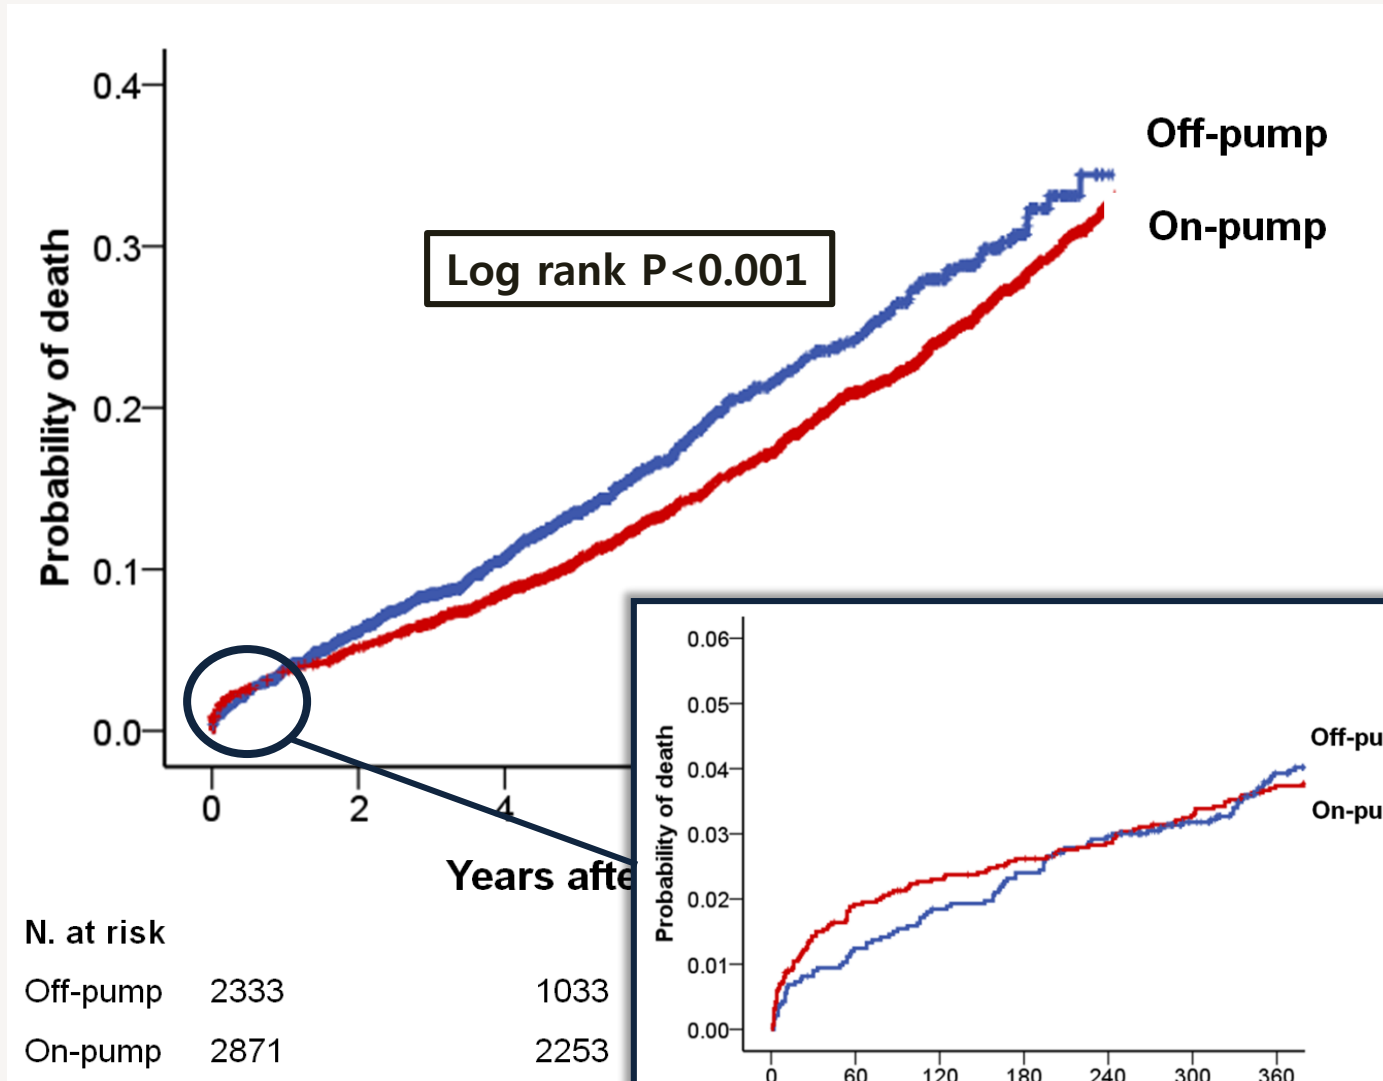 0.4
0.3
0.2
0.1
0.0
Probability of death
Off-pump
On-pump
Log rank P<0.001
0 2 4
Years afte
N. at risk
Off-pump 2333 1033
On-pump 2871 2253
0.06
0.05
0.04
0.03
0.02
0.01
0.00
Probability of death
Off-pu
On-pu
0 60 120 180 240 300 360